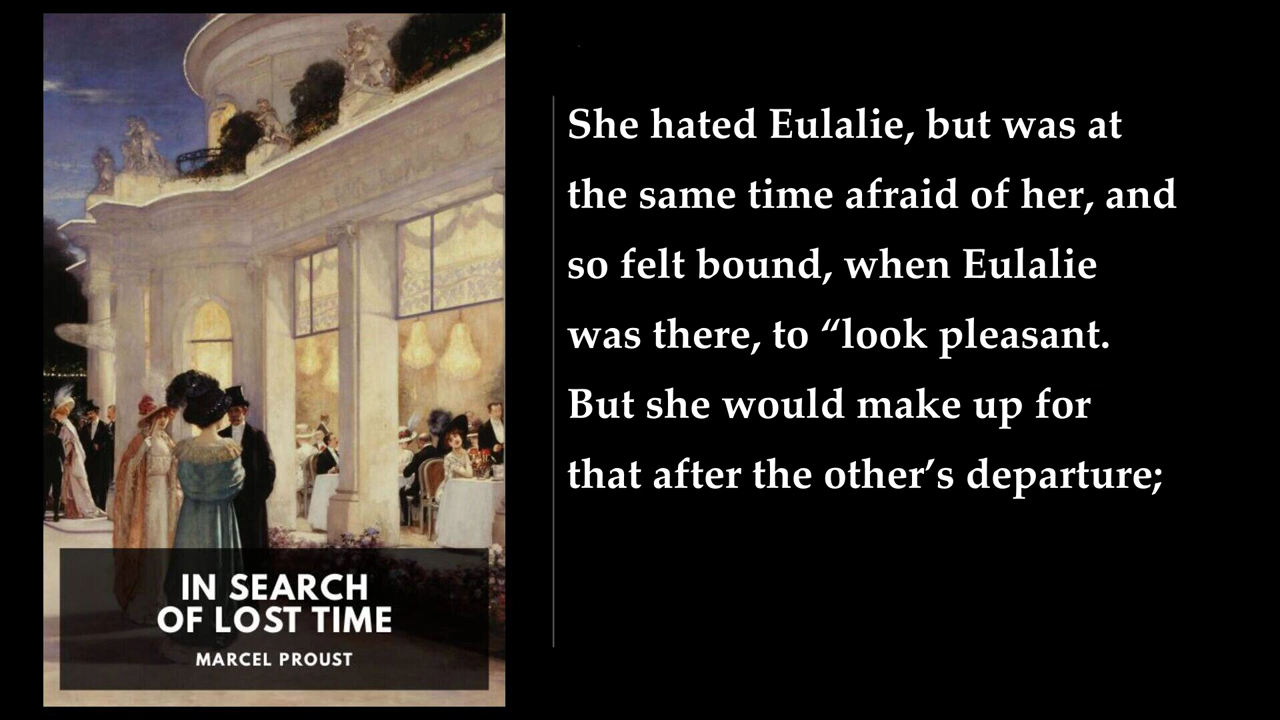 She hated Eulalie, but was at
the same time afraid of her, and
so felt bound, when Eulalie
was there, to “look pleasant.
But she would make up for
that after the other’s departure;
IN SEARCH
OF LOST TIME
MARCEL PROUST